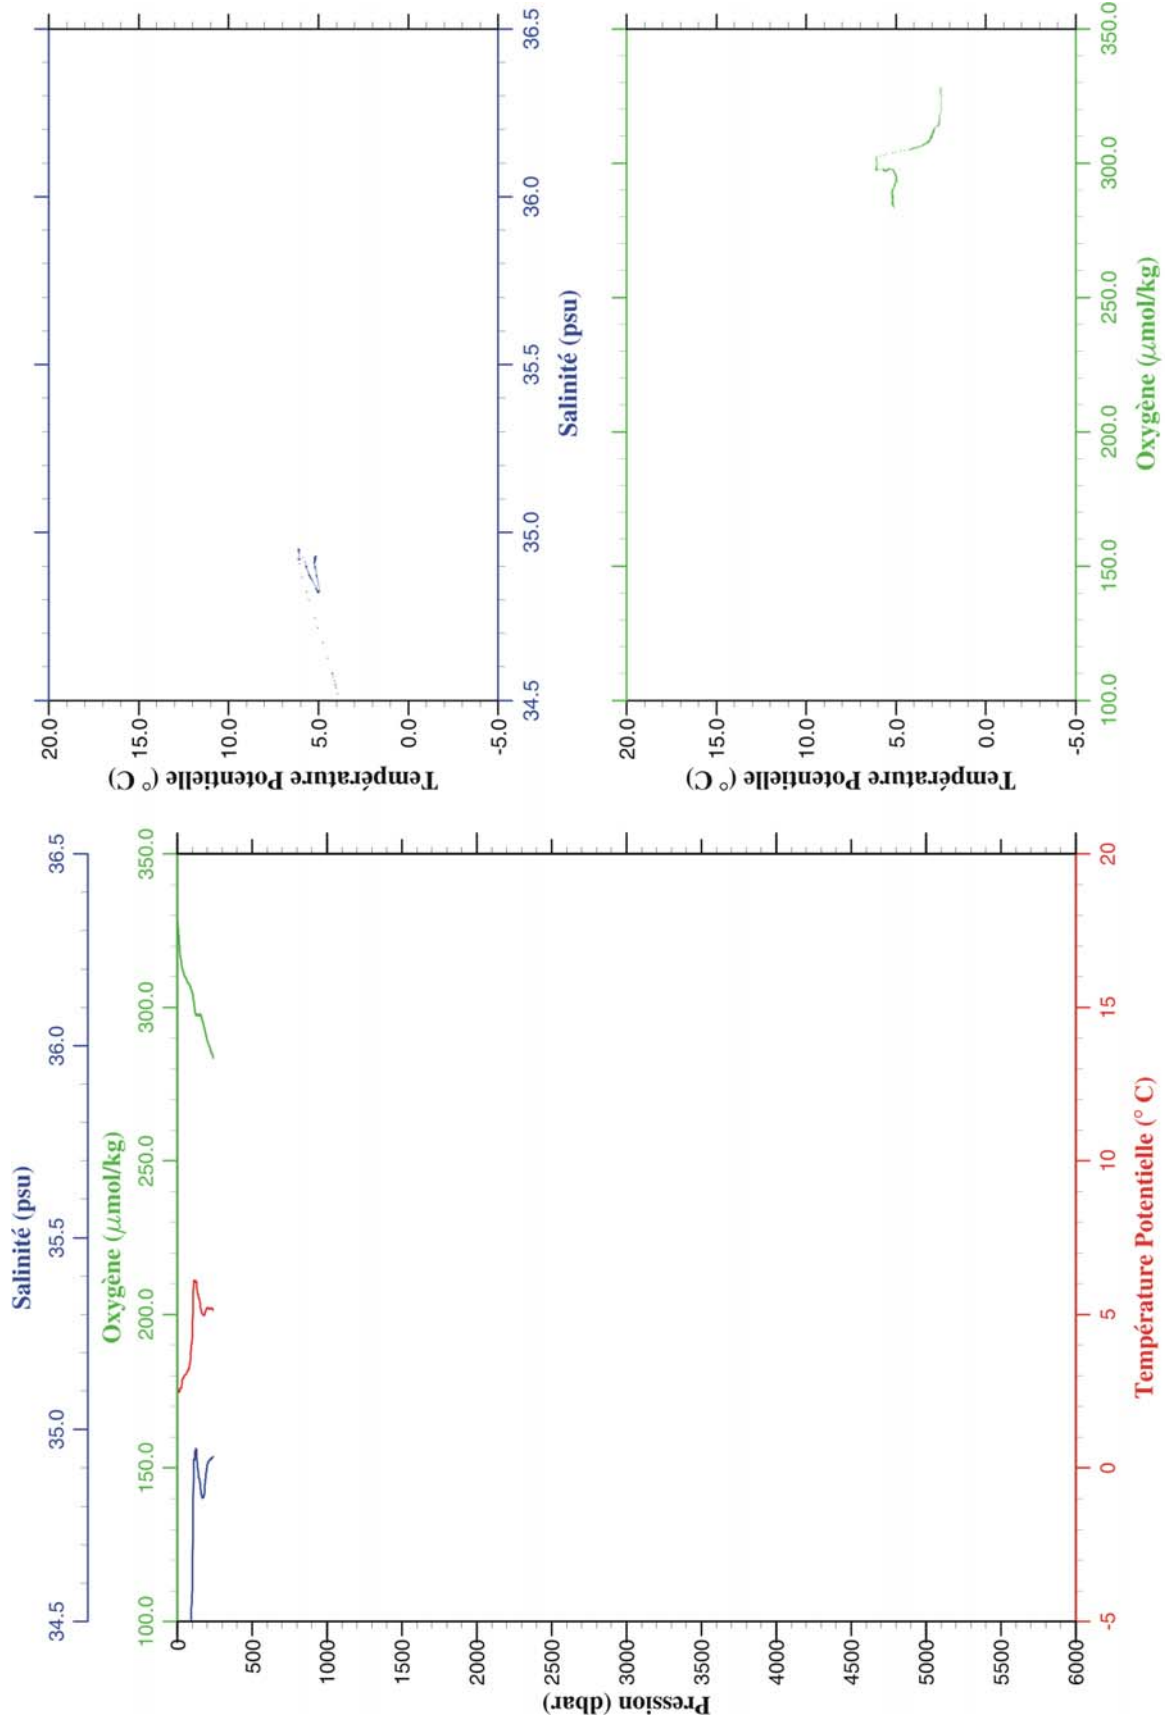 Salinité (psu)
34.5 35.0 35.5 36.0 36.5
Oxygène (μmol/kg)
100.0 150.0 200.0 250.0 300.0 350.0
Pression (dbar)
0
500
1000
1500
2000
2500
3000
3500
4000
4500
5000
5500
6000
-5 0 5 10 15 20
Température Potentielle (° C)
Température Potentielle (° C)
20.0
15.0
10.0
5.0
0.0
-5.0
34.5 35.0 35.5 36.0 36.5
Salinité (psu)
Température Potentielle (° C)
20.0
15.0
10.0
5.0
0.0
-5.0
100.0 150.0 200.0 250.0 300.0 350.0
Oxygène (μmol/kg)